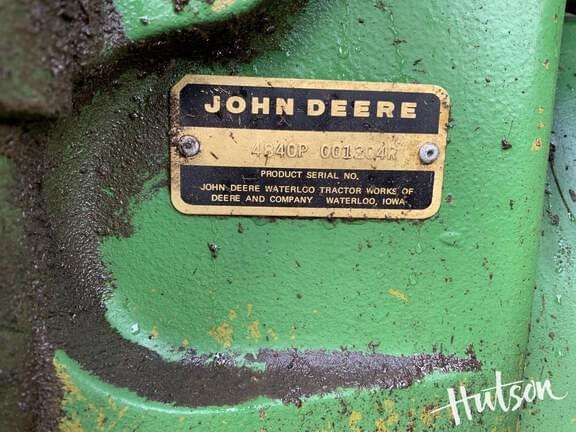 JOHN DEERE
4840P 001204R
PRODUCT SERIAL NO.
JOHN DEERE WATERLOO TRACTOR WORKS OF
DEERE AND COMPANY WATERLOO, IOWA
Hutson